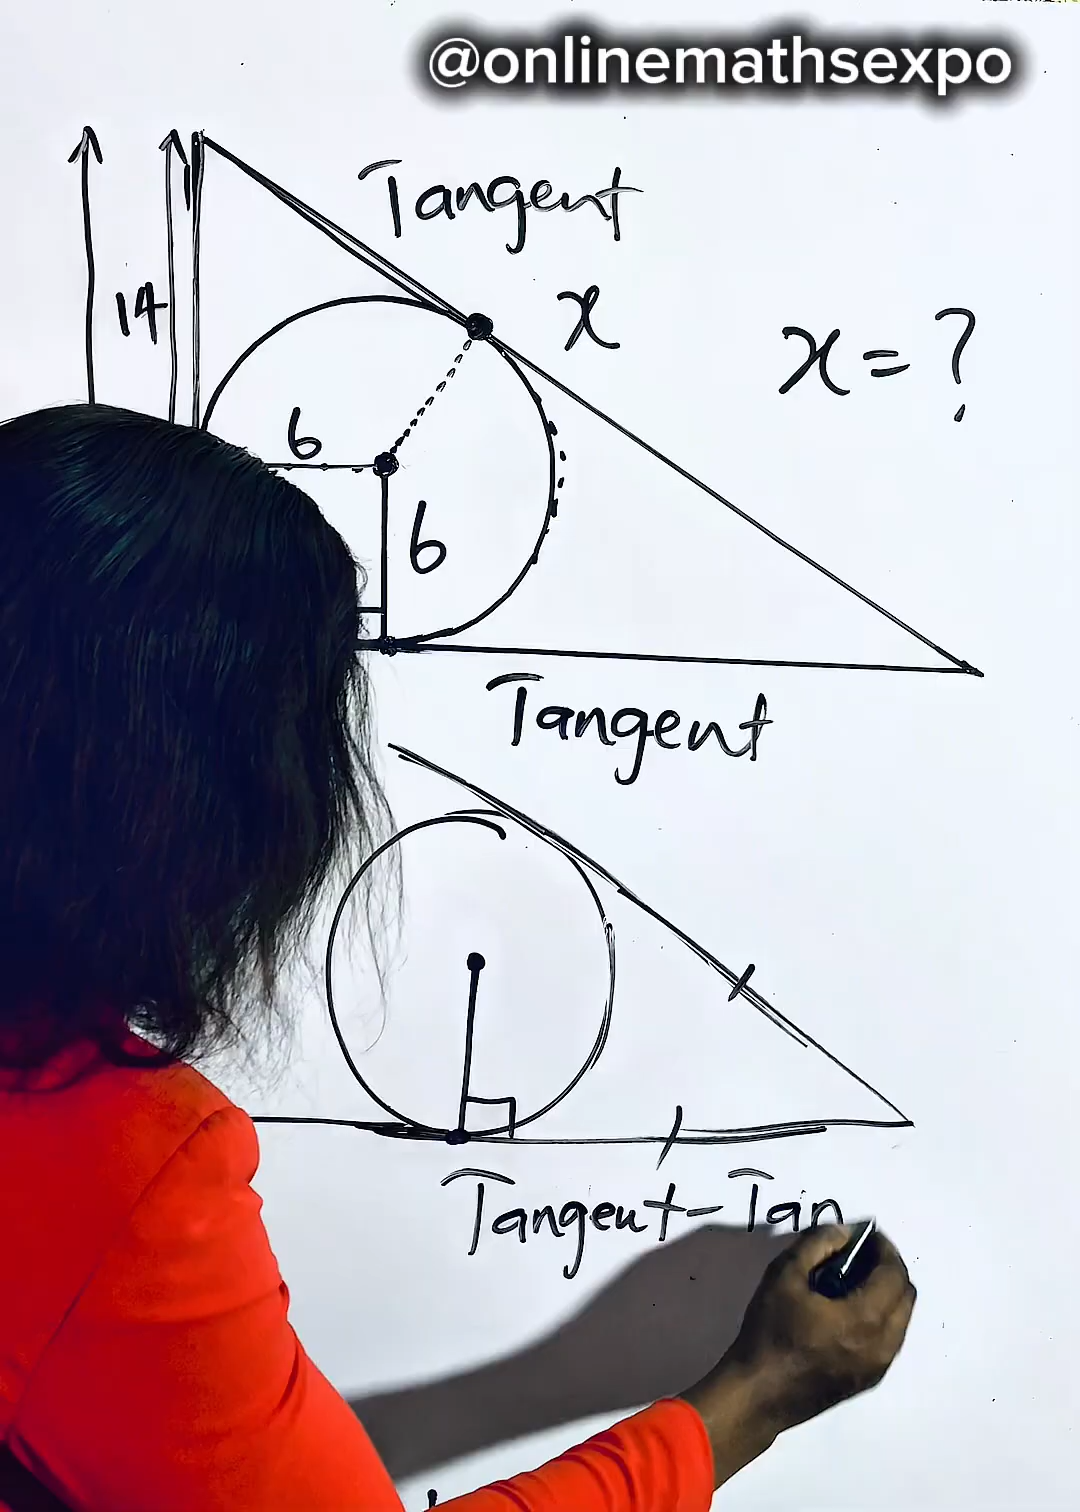 @onlinemathsexpo
Tangent
14
x
x = ?
6
6
Tangent
Tangent - Tan